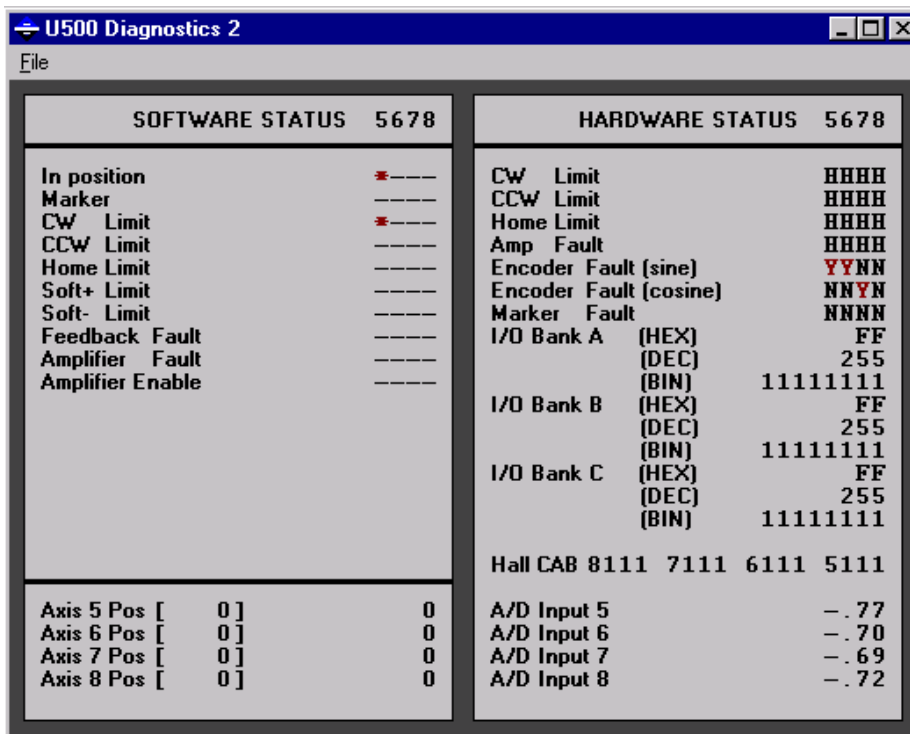 U500 Diagnostics 2
File
SOFTWARE STATUS 5678
In position *---
Marker ----
CW Limit *---
CCW Limit ----
Home Limit ----
Soft+ Limit ----
Soft- Limit ----
Feedback Fault ----
Amplifier Fault ----
Amplifier Enable ----
Axis 5 Pos [ 0 ] 0
Axis 6 Pos [ 0 ] 0
Axis 7 Pos [ 0 ] 0
Axis 8 Pos [ 0 ] 0
HARDWARE STATUS 5678
CW Limit HHHH
CCW Limit HHHH
Home Limit HHHH
Amp Fault HHHH
Encoder Fault (sine) YYNN
Encoder Fault (cosine) NNYN
Marker Fault NNNN
I/O Bank A (HEX) FF
(DEC) 255
(BIN) 11111111
I/O Bank B (HEX) FF
(DEC) 255
(BIN) 11111111
I/O Bank C (HEX) FF
(DEC) 255
(BIN) 11111111
Hall CAB 8111 7111 6111 5111
A/D Input 5 -.77
A/D Input 6 -.70
A/D Input 7 -.69
A/D Input 8 -.72